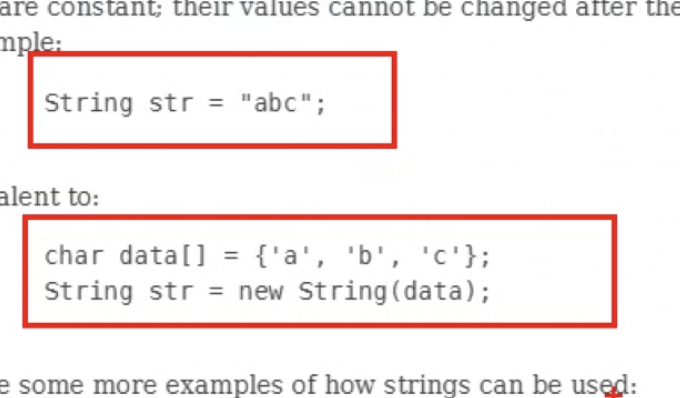 are constant; their values cannot be changed after the
mple:
String str = "abc";
alent to:
char data[] = {'a', 'b', 'c'};
String str = new String(data);
e some more examples of how strings can be used: